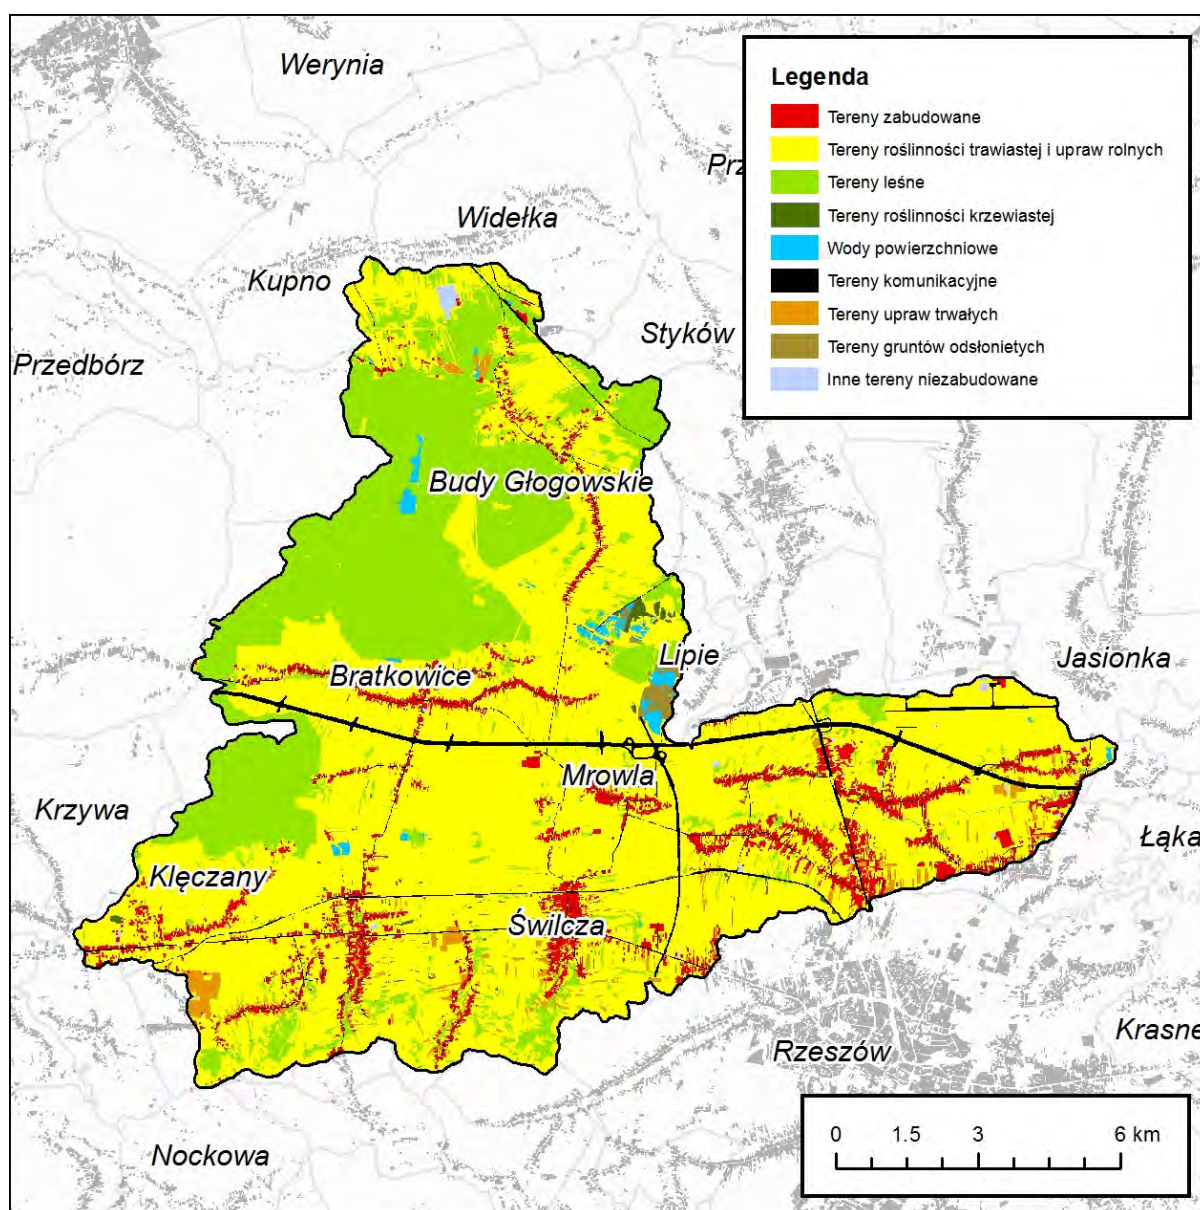 Werynia
Legenda
Tereny zabudowane
Tereny roślinności trawiastej i upraw rolnych
Tereny leśne
Tereny roślinności krzewiastej
Wody powierzchniowe
Tereny komunikacyjne
Tereny upraw trwałych
Tereny gruntów odsłonietych
Inne tereny niezabudowane
Prz
Widełka
Kupno
Styków
Przedbórz
Budy Głogowskie
Lipie
Jasionka
Bratkowice
Mrowla
Krzywa
Łąka
Klęczany
Świlcza
Krasne
Rzeszów
Nockowa
0 1.5 3 6 km